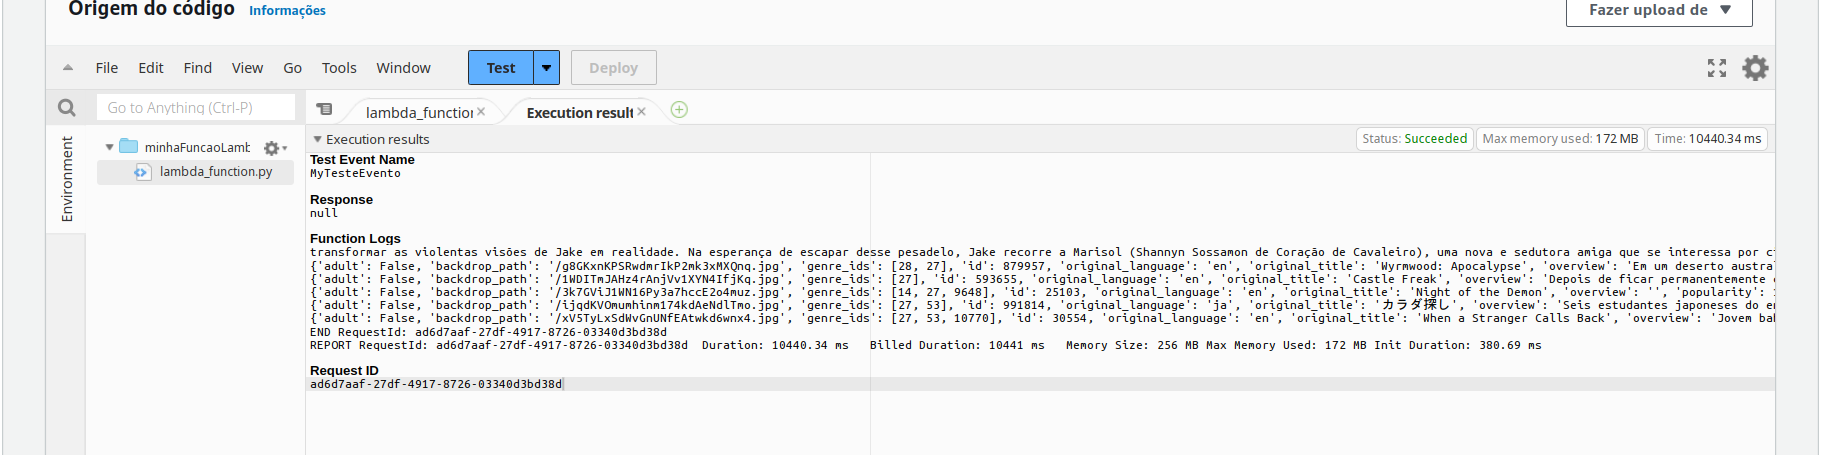 Origem do código Informações
Fazer upload de
File Edit Find View Go Tools Window Test Deploy
Go to Anything (Ctrl-P)
lambda_function Execution result
Environment
Execution results
Status: Succeeded Max memory used: 172 MB Time: 10440.34 ms
minhaFuncaoLamb
lambda_function.py
Test Event Name
MyTesteEvento
Response
null
Function Logs
transformar as violentas visões de Jake em realidade. Na esperança de escapar desse pesadelo, Jake recorre a Marisol (Shannyn Sossamon de Coração de Cavaleiro), uma nova e sedutora amiga que se interessa por
{'adult': False, 'backdrop_path': '/g8GKxnKPSRwdmrIkP2mk3xMXQnq.jpg', 'genre_ids': [28, 27], 'id': 879957, 'original_language': 'en', 'original_title': 'Wyrmwood: Apocalypse', 'overview': 'Em um deserto austral
{'adult': False, 'backdrop_path': '/1WDITmJAHz4rAnjVv1XYN4IfjKq.jpg', 'genre_ids': [27], 'id': 593655, 'original_language': 'en', 'original_title': 'Castle Freak', 'overview': 'Depois de ficar permanentemente
{'adult': False, 'backdrop_path': '/3k7GViJ1WN16Py3a7hccE2o4muz.jpg', 'genre_ids': [14, 27, 9648], 'id': 25103, 'original_language': 'en', 'original_title': 'Night of the Demon', 'overview': '', 'popularity':
{'adult': False, 'backdrop_path': '/ijqdKVOmumhinm174kdAeNdlTmo.jpg', 'genre_ids': [27, 53], 'id': 991814, 'original_language': 'ja', 'original_title': 'カラダ探し', 'overview': 'Seis estudantes japoneses do en
{'adult': False, 'backdrop_path': '/xV5TyLxSdWvGnUNfEAtwkd6wnx4.jpg', 'genre_ids': [27, 53, 10770], 'id': 30554, 'original_language': 'en', 'original_title': 'When a Stranger Calls Back', 'overview': 'Jovem bab
END RequestId: ad6d7aaf-27df-4917-8726-03340d3bd38d
REPORT RequestId: ad6d7aaf-27df-4917-8726-03340d3bd38d Duration: 10440.34 ms Billed Duration: 10441 ms Memory Size: 256 MB Max Memory Used: 172 MB Init Duration: 380.69 ms
Request ID
ad6d7aaf-27df-4917-8726-03340d3bd38d